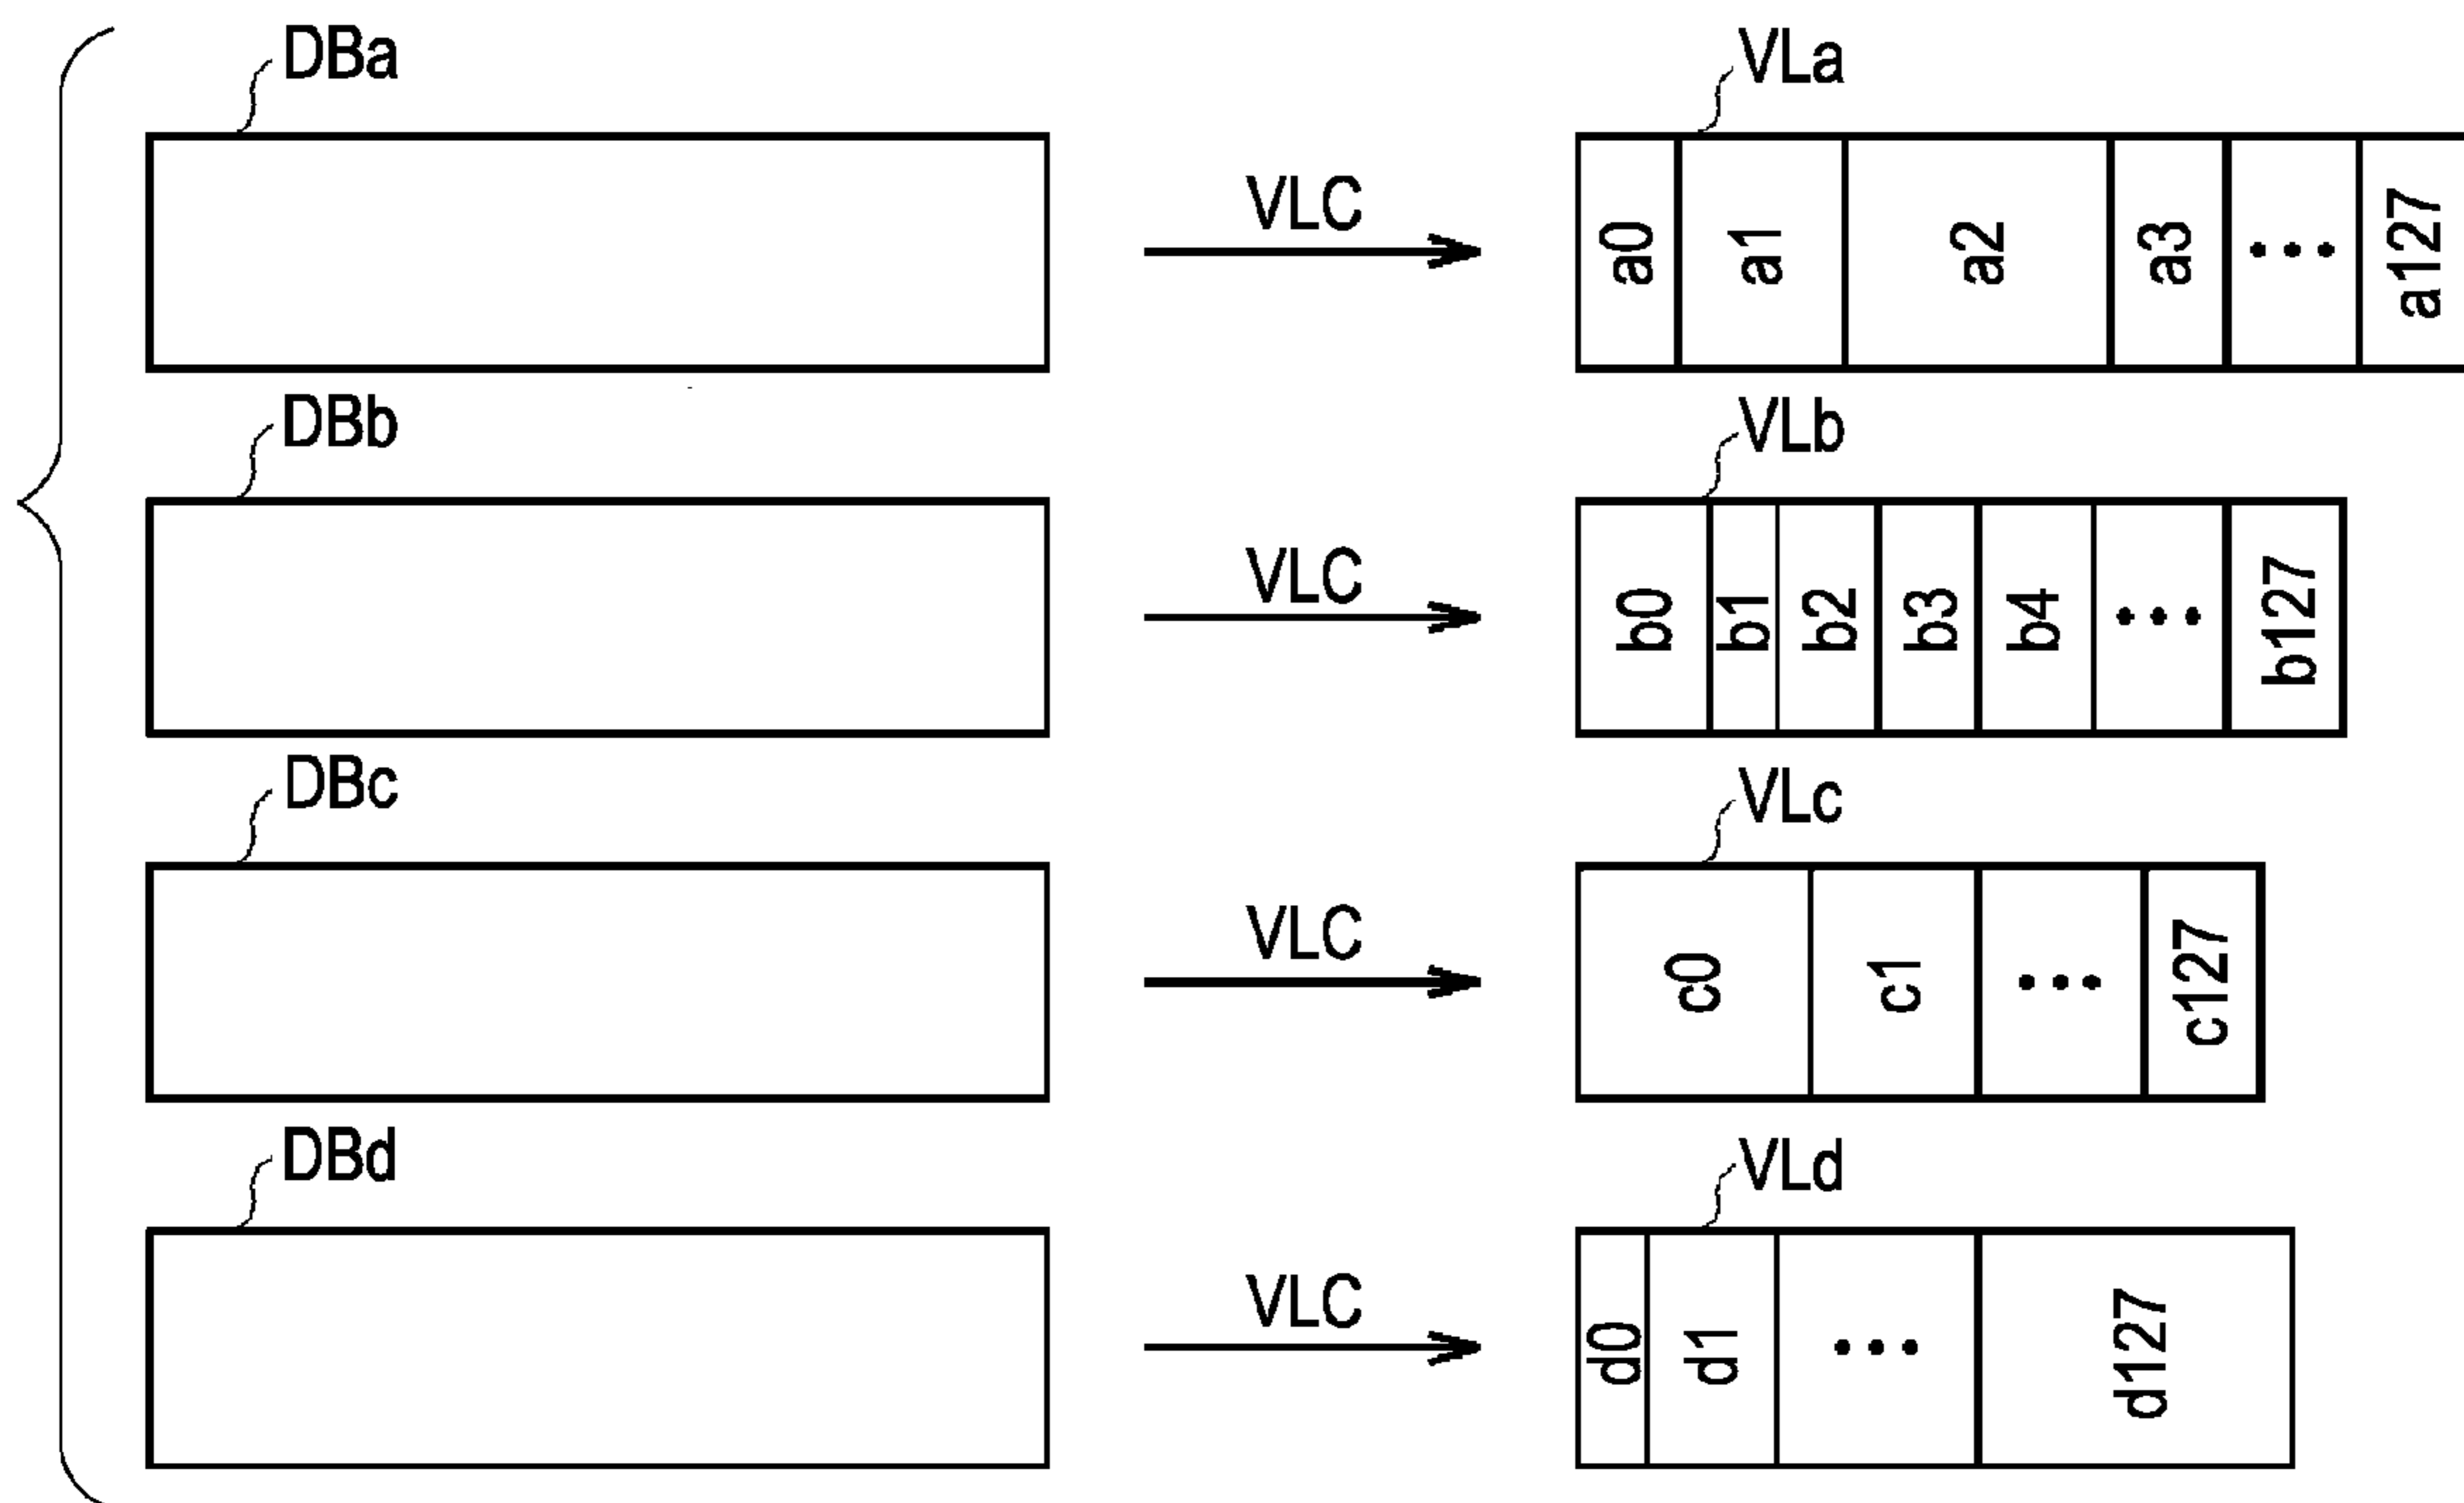 DBa
VLa
VLC
a0
a1
a2
a3
...
a127
DBb
VLb
VLC
b0
b1
b2
b3
b4
...
b127
DBc
VLc
VLC
c0
c1
...
c127
DBd
VLd
VLC
d0
d1
...
d127